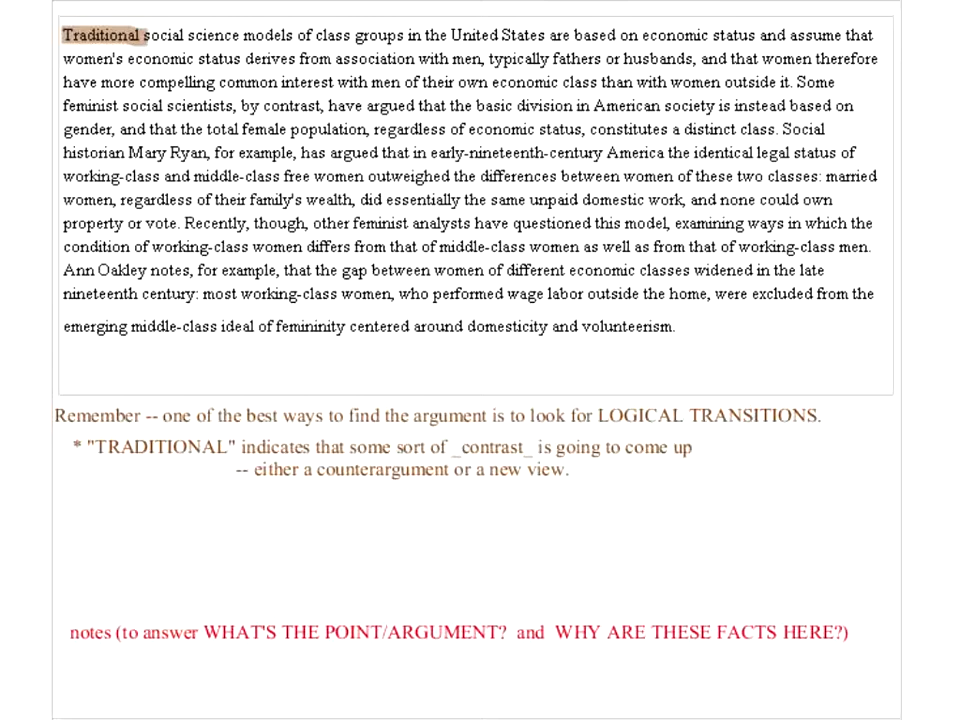 Traditional social science models of class groups in the United States are based on economic status and assume that
women's economic status derives from association with men, typically fathers or husbands, and that women therefore
have more compelling common interest with men of their own economic class than with women outside it. Some
feminist social scientists, by contrast, have argued that the basic division in American society is instead based on
gender, and that the total female population, regardless of economic status, constitutes a distinct class. Social
historian Mary Ryan, for example, has argued that in early-nineteenth-century America the identical legal status of
working-class and middle-class free women outweighed the differences between women of these two classes: married
women, regardless of their family's wealth, did essentially the same unpaid domestic work, and none could own
property or vote. Recently, though, other feminist analysts have questioned this model, examining ways in which the
condition of working-class women differs from that of middle-class women as well as from that of working-class men.
Ann Oakley notes, for example, that the gap between women of different economic classes widened in the late
nineteenth century: most working-class women, who performed wage labor outside the home, were excluded from the
emerging middle-class ideal of femininity centered around domesticity and volunteerism.
Remember -- one of the best ways to find the argument is to look for LOGICAL TRANSITIONS.
* "TRADITIONAL" indicates that some sort of _contrast_ is going to come up
-- either a counterargument or a new view.
notes (to answer WHAT'S THE POINT/ARGUMENT? and WHY ARE THESE FACTS HERE?)